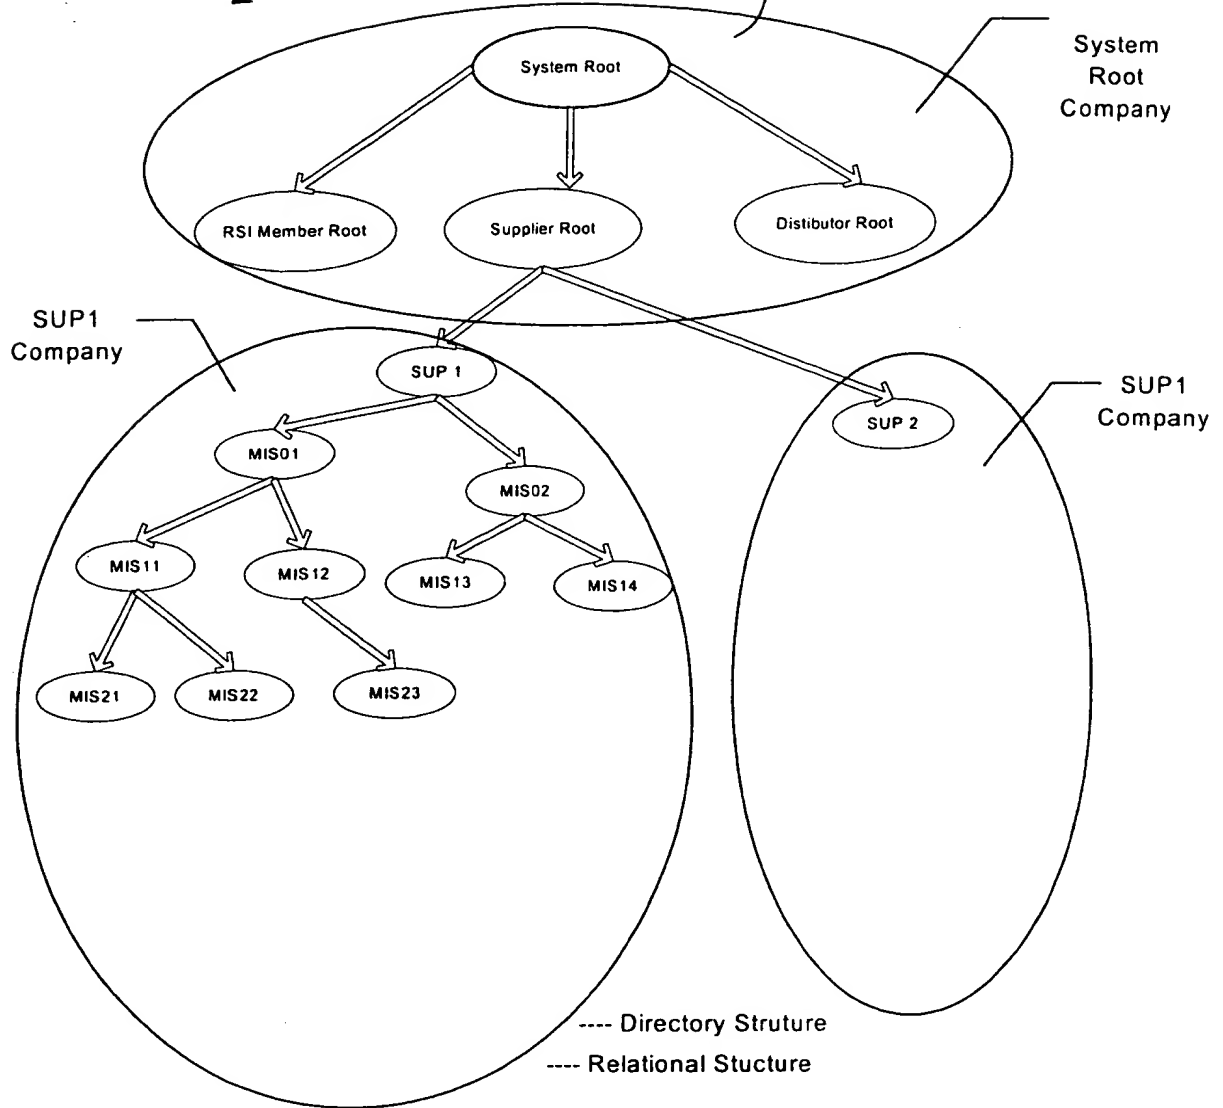 System Root
System
Root
Company
RSI Member Root
Supplier Root
Distibutor Root
SUP1
Company
SUP 1
SUP1
Company
SUP 2
MIS01
MIS02
MIS11
MIS12
MIS13
MIS14
MIS21
MIS22
MIS23
---- Directory Struture
---- Relational Stucture